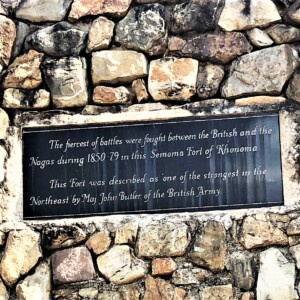 The fiercest of battles were fought between the British and the
Nagas during 1850 79 in this Semoma Fort of Khonoma
This Fort was described as one of the strongest in the
Northeast by Maj John Butler of the British Army.